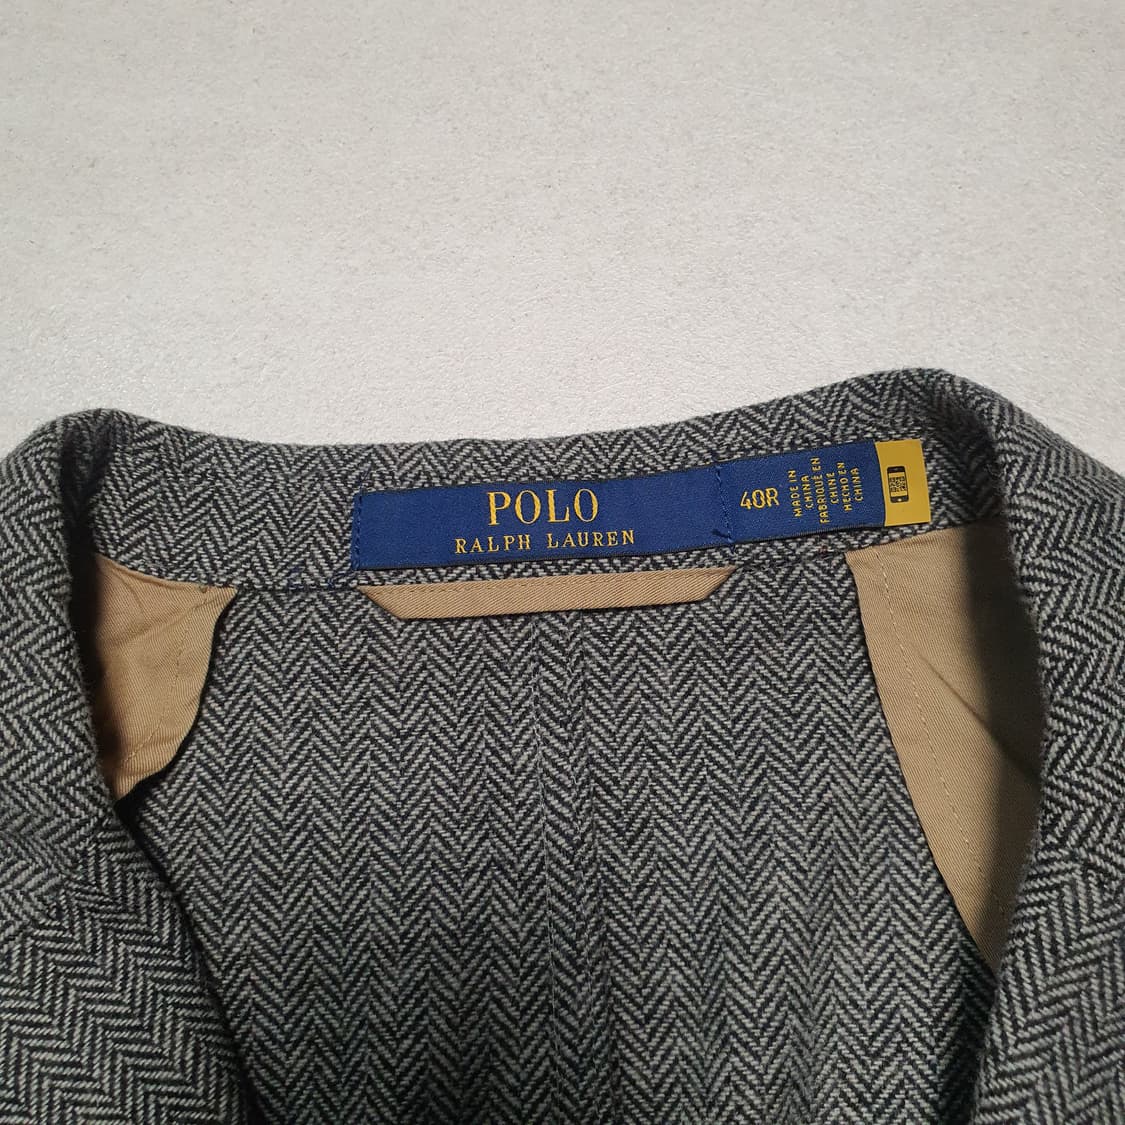 POLO
RALPH LAUREN
40R
MADE IN
CHINA
FABRIQUÉ EN
CHINE
HECHO EN
CHINA